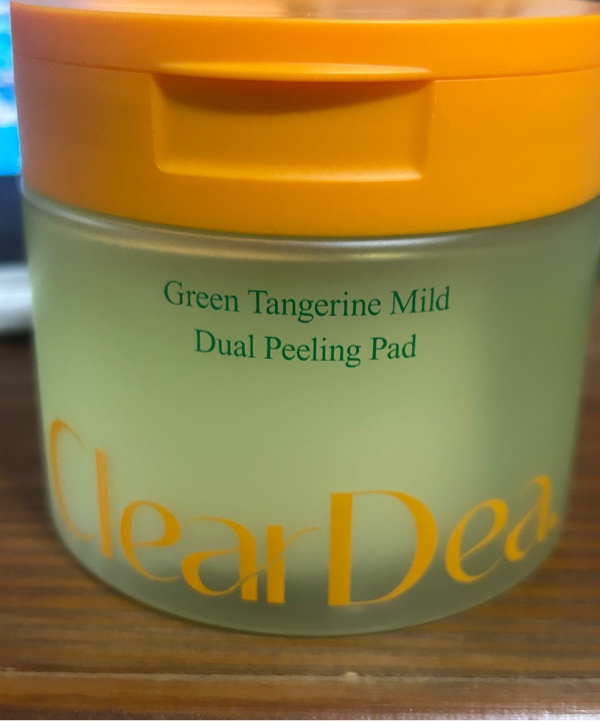 Green Tangerine Mild
Dual Peeling Pad
ClearDea.